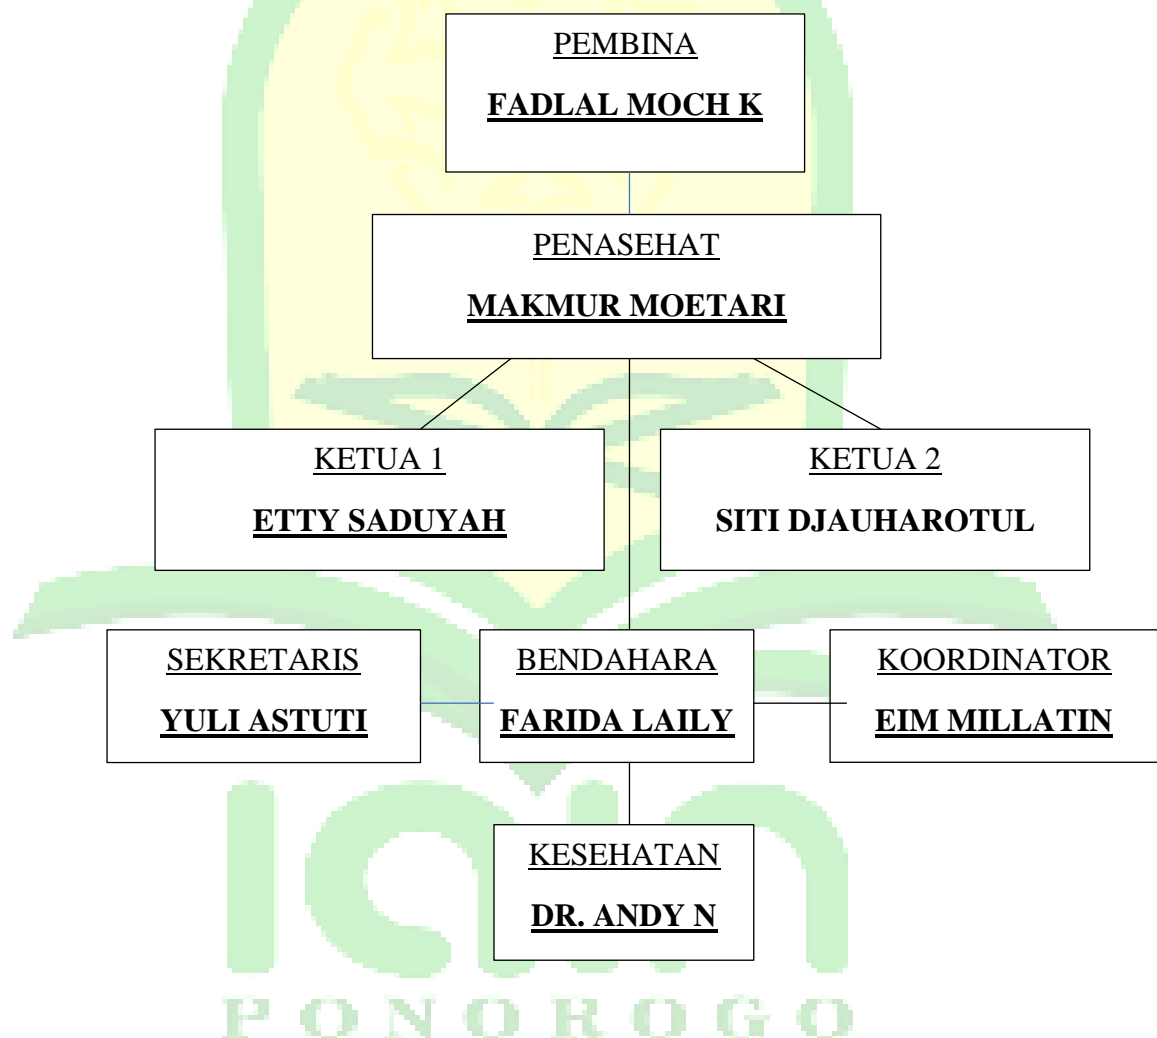 PEMBINA
FADLAL MOCH K
PENASEHAT
MAKMUR MOETARI
KETUA 1
ETTY SADUYAH
KETUA 2
SITI DJAUHAROTUL
SEKRETARIS
YULI ASTUTI
BENDAHARA
FARIDA LAILY
KOORDINATOR
EIM MILLATIN
KESEHATAN
DR. ANDY N
iain
PONOROGO